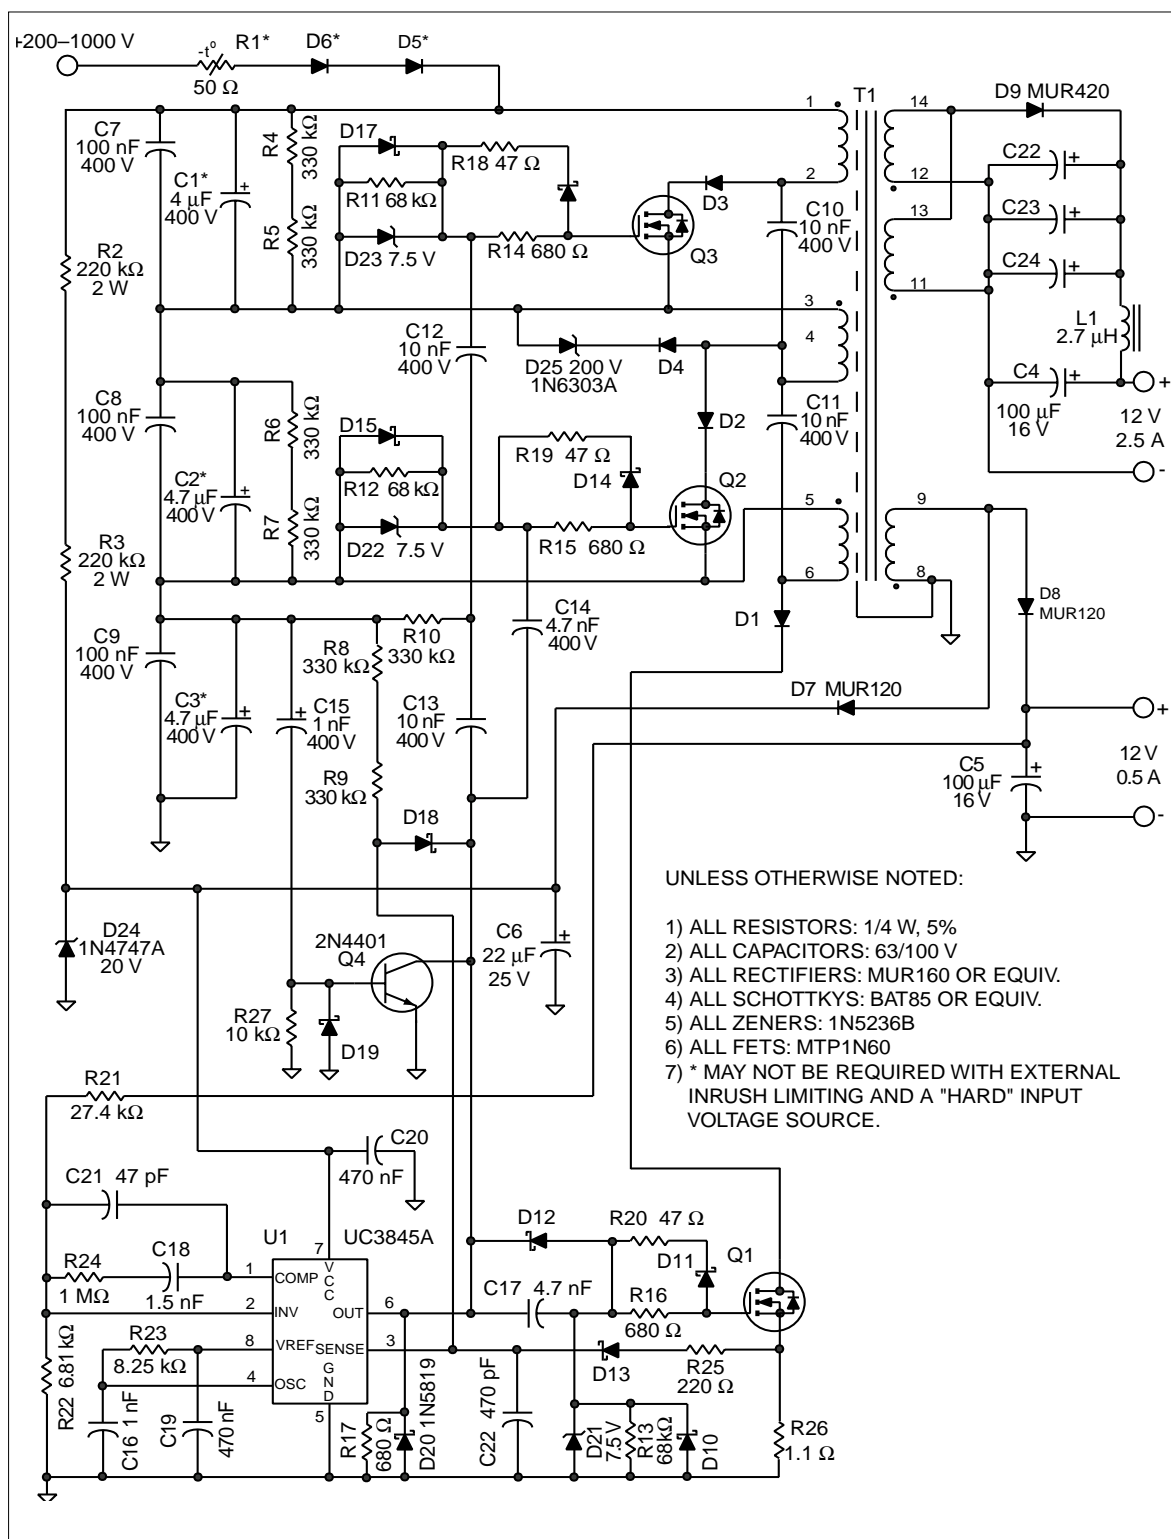 +200–1000 V
-t°
R1*
50 Ω
D6*
D5*
T1
D9 MUR420
1
14
C7
100 nF
400 V
C1*
4 µF
400 V
+
R4
330 kΩ
R5
330 kΩ
D17
R11 68 kΩ
D23 7.5 V
R18 47 Ω
R14 680 Ω
Q3
D3
2
C10
10 nF
400 V
12
13
11
C22
+
C23
+
C24
+
L1
2.7 µH
R2
220 kΩ
2 W
C12
10 nF
400 V
3
4
D25 200 V
1N6303A
D4
C4
+
100 µF
16 V
+
12 V
2.5 A
-
C8
100 nF
400 V
C2*
4.7 µF
400 V
+
R6
330 kΩ
R7
330 kΩ
D15
R12 68 kΩ
D22 7.5 V
R19 47 Ω
D14
R15 680 Ω
D2
Q2
C11
10 nF
400 V
5
6
9
8
R3
220 kΩ
2 W
D1
D8
MUR120
C9
100 nF
400 V
C3*
4.7 µF
400 V
+
C15
1 nF
400 V
+
R8
330 kΩ
R10
330 kΩ
C14
4.7 nF
400 V
C13
10 nF
400 V
R9
330 kΩ
D18
D7 MUR120
C5
100 µF
16 V
+
+
12 V
0.5 A
-
D24
1N4747A
20 V
2N4401
Q4
C6
22 µF
25 V
+
R27
10 kΩ
D19
UNLESS OTHERWISE NOTED:
1) ALL RESISTORS: 1/4 W, 5%
2) ALL CAPACITORS: 63/100 V
3) ALL RECTIFIERS: MUR160 OR EQUIV.
4) ALL SCHOTTKYS: BAT85 OR EQUIV.
5) ALL ZENERS: 1N5236B
6) ALL FETS: MTP1N60
7) * MAY NOT BE REQUIRED WITH EXTERNAL
INRUSH LIMITING AND A "HARD" INPUT
VOLTAGE SOURCE.
R21
27.4 kΩ
C20
470 nF
C21 47 pF
U1
UC3845A
7
R24
1 MΩ
C18
1.5 nF
1
2
8
4
COMP
INV
VREF
OSC
VCC
OUT
SENSE
GND
6
3
5
R23
8.25 kΩ
R22 6.81 kΩ
C16 1 nF
C19
470 nF
R17
680 Ω
D20 1N5819
C22 470 pF
D12
C17 4.7 nF
R20 47 Ω
D11
R16
680 Ω
Q1
D13
R25
220 Ω
D21
7.5 V
R13
68kΩ
D10
R26
1.1 Ω